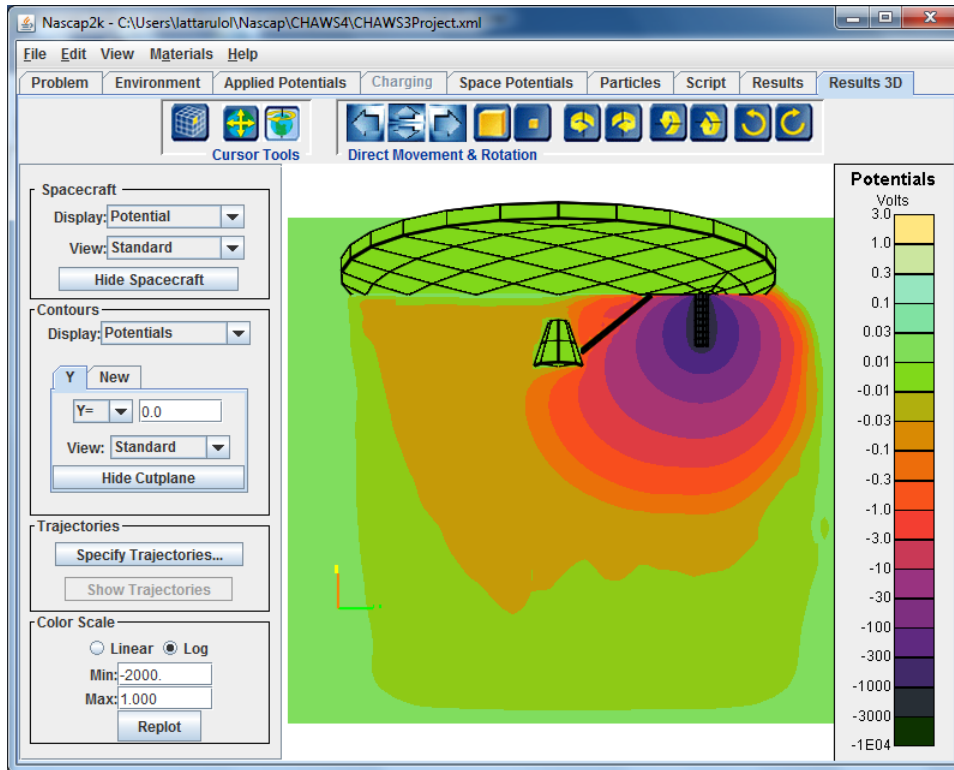 Nascap2k - C:\Users\lattarulol\Nascap\CHAWS4\CHAWS3Project.xml
File Edit View Materials Help
Problem Environment Applied Potentials Charging Space Potentials Particles Script Results Results 3D
Cursor Tools Direct Movement & Rotation
Spacecraft
Display: Potential
View: Standard
Hide Spacecraft
Contours
Display: Potentials
Y New
Y= 0.0
View: Standard
Hide Cutplane
Trajectories
Specify Trajectories...
Show Trajectories
Color Scale
Linear Log
Min: -2000.
Max: 1.000
Replot
Potentials
Volts
3.0
1.0
0.3
0.1
0.03
0.01
-0.01
-0.03
-0.1
-0.3
-1.0
-3.0
-10
-30
-100
-300
-1000
-3000
-1E04